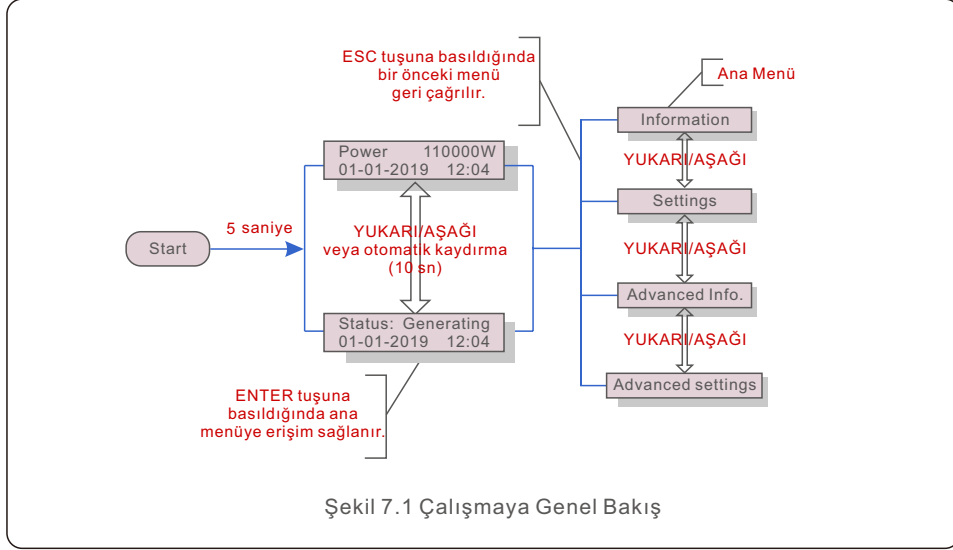 ESC tuşuna basıldığında
bir önceki menü
geri çağrılır.
Ana Menü
Start
5 saniye
Power 110000W
01-01-2019 12:04
YUKARI/AŞAĞI
veya otomatik kaydırma
(10 sn)
Status: Generating
01-01-2019 12:04
ENTER tuşuna
basıldığında ana
menüye erişim sağlanır.
Information
YUKARI/AŞAĞI
Settings
YUKARI/AŞAĞI
Advanced Info.
YUKARI/AŞAĞI
Advanced settings
Şekil 7.1 Çalışmaya Genel Bakış